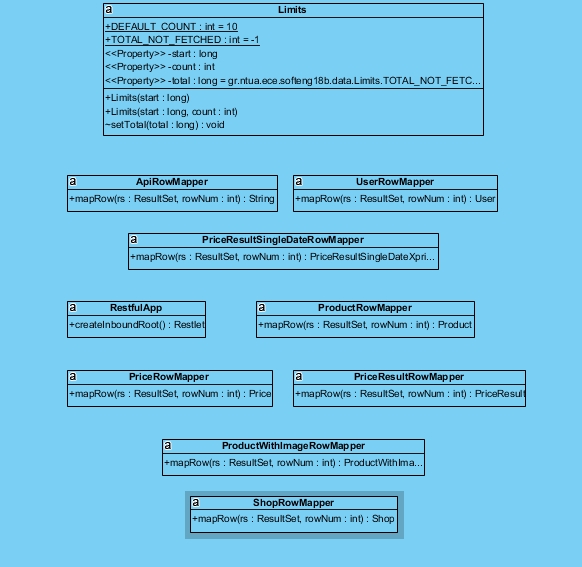 a
Limits
+DEFAULT_COUNT : int = 10
+TOTAL_NOT_FETCHED : int = -1
<<Property>> -start : long
<<Property>> -count : int
<<Property>> -total : long = gr.ntua.ece.softeng18b.data.Limits.TOTAL_NOT_FETC...
+Limits(start : long)
+Limits(start : long, count : int)
~setTotal(total : long) : void
a
ApiRowMapper
+mapRow(rs : ResultSet, rowNum : int) : String
a
UserRowMapper
+mapRow(rs : ResultSet, rowNum : int) : User
a
PriceResultSingleDateRowMapper
+mapRow(rs : ResultSet, rowNum : int) : PriceResultSingleDateXpri...
a
RestfulApp
+createInboundRoot() : Restlet
a
ProductRowMapper
+mapRow(rs : ResultSet, rowNum : int) : Product
a
PriceRowMapper
+mapRow(rs : ResultSet, rowNum : int) : Price
a
PriceResultRowMapper
+mapRow(rs : ResultSet, rowNum : int) : PriceResult
a
ProductWithImageRowMapper
+mapRow(rs : ResultSet, rowNum : int) : ProductWithIma...
a
ShopRowMapper
+mapRow(rs : ResultSet, rowNum : int) : Shop